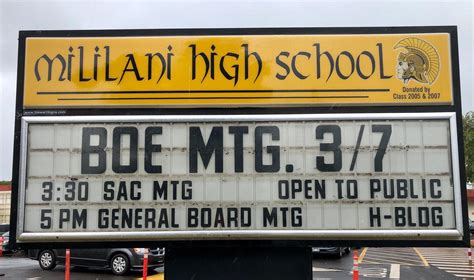 MILILANI HIGH SCHOOL
Donated by
Class 2005 & 2007
BOE MTG. 3/7
3:30 SAC MTG OPEN TO PUBLIC
5 PM GENERAL BOARD MTG H-BLDG